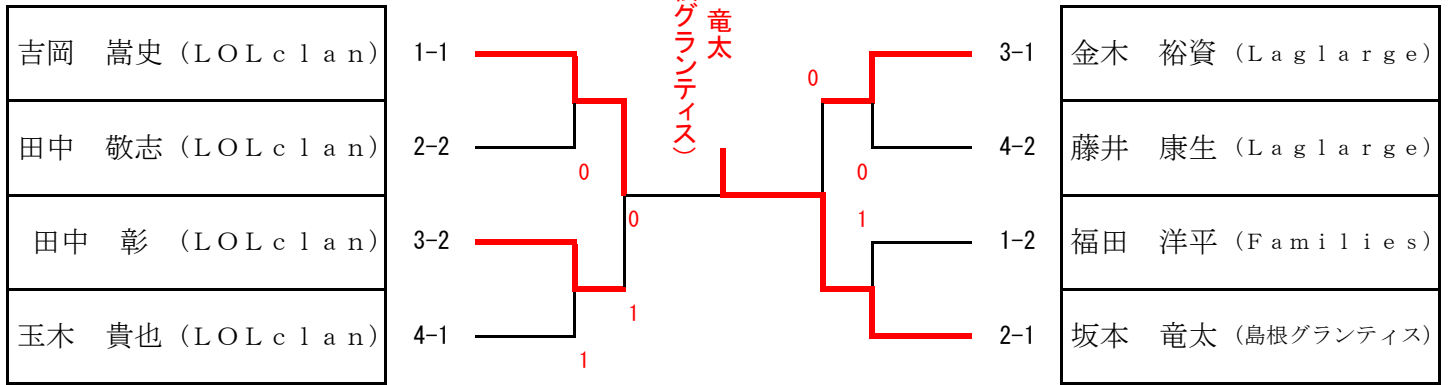 竜太
グランティス）
吉岡　嵩史（LOLclan） 1-1
田中　敬志（LOLclan） 2-2
田中　彰　（LOLclan） 3-2
玉木　貴也（LOLclan） 4-1
0
0
1
1
0
0
1
3-1 金木　裕資（Laglarge）
4-2 藤井　康生（Laglarge）
1-2 福田　洋平（Families）
2-1 坂本　竜太（島根グランティス）